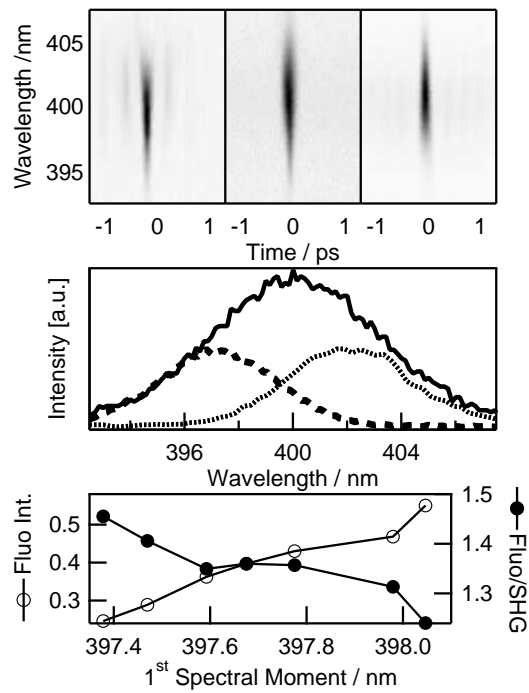 Wavelength /nm
405
400
395
-1 0 1 -1 0 1 -1 0 1
Time / ps
Intensity [a.u.]
396 400 404
Wavelength / nm
Fluo Int.
0.5
0.4
0.3
1.5
1.4
1.3
Fluo/SHG
397.4 397.6 397.8 398.0
1st Spectral Moment / nm